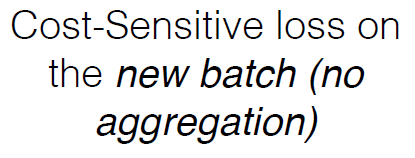 Cost-Sensitive loss on
the new batch (no
aggregation)